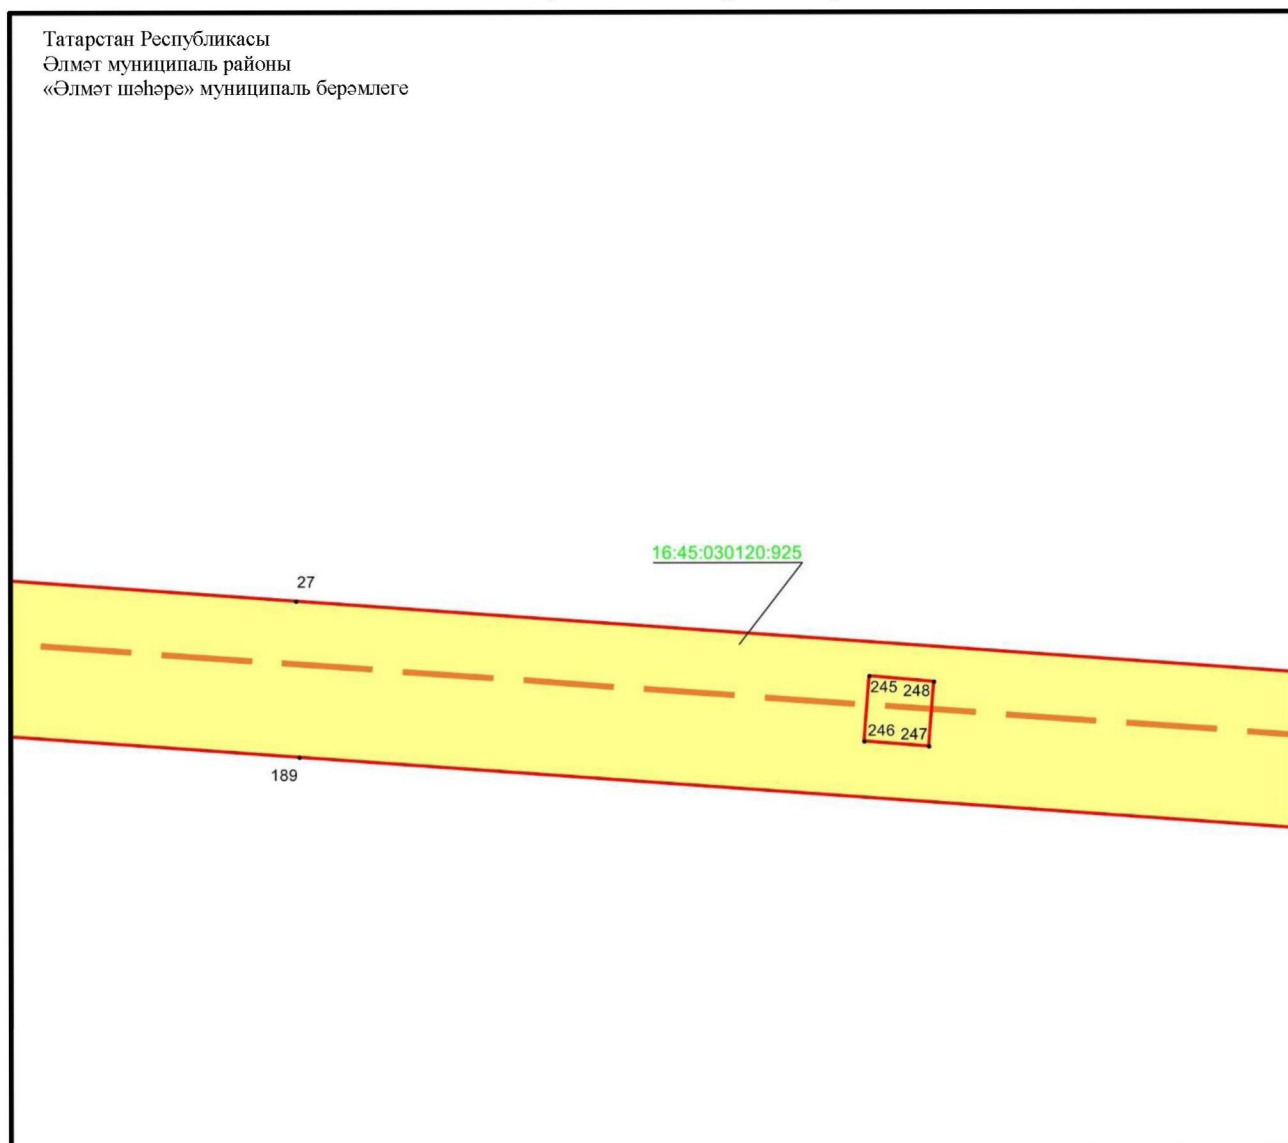 Татарстан Республикасы
Әлмәт муниципаль районы
«Әлмәт шәһәре» муниципаль берәмлеге
16:45:030120:925
27
245 248
246 247
189